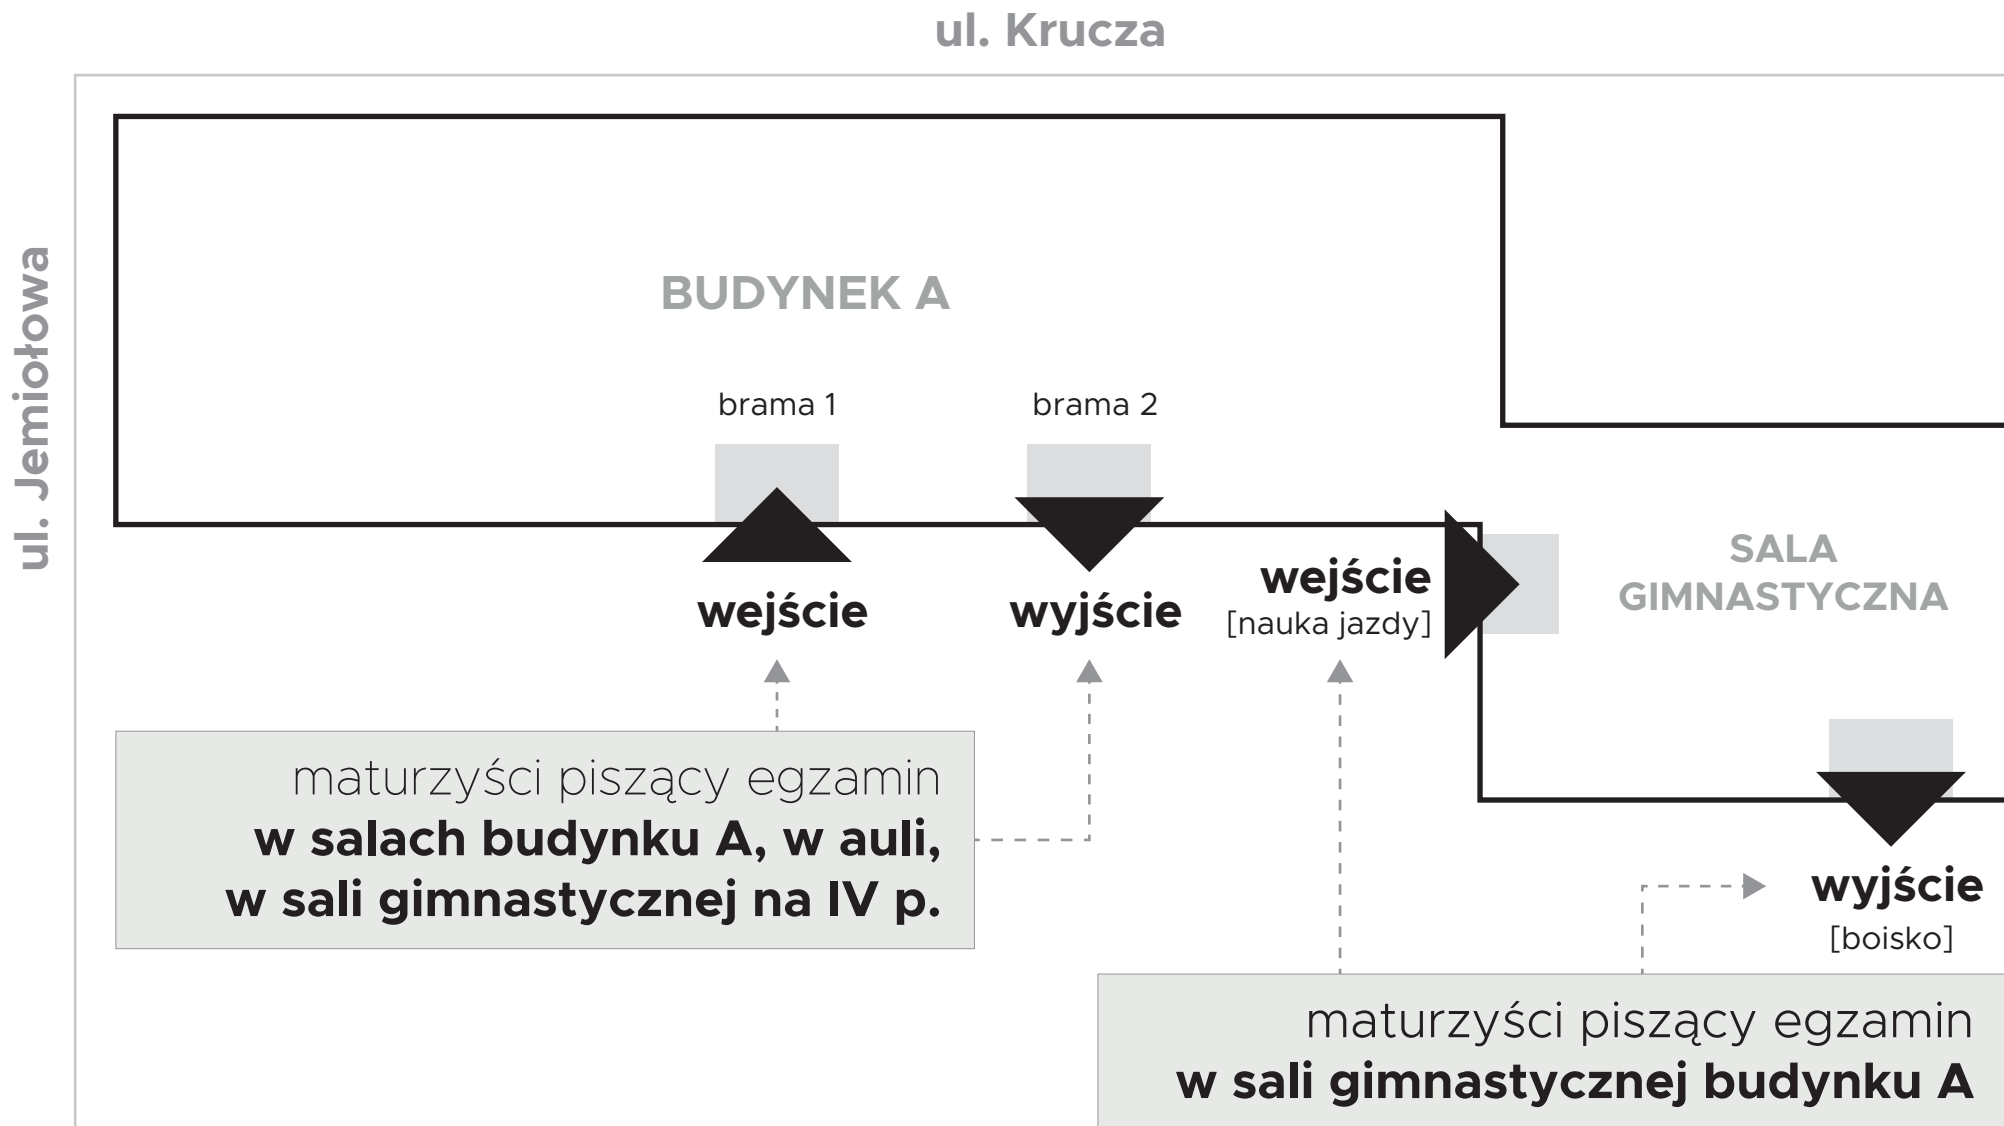 ul. Krucza
ul. Jemiołowa
BUDYNEK A
brama 1
brama 2
wejście
wyjście
wejście
[nauka jazdy]
SALA
GIMNASTYCZNA
maturzyści piszący egzamin
w salach budynku A, w auli,
w sali gimnastycznej na IV p.
wyjście
[boisko]
maturzyści piszący egzamin
w sali gimnastycznej budynku A